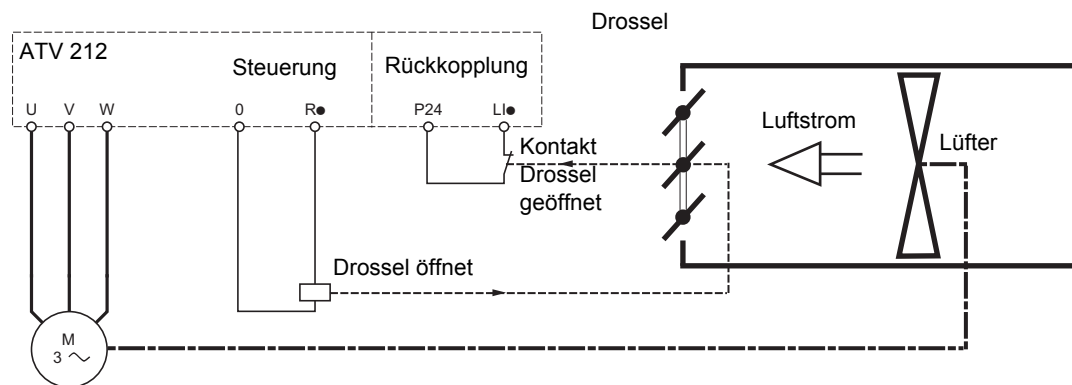 Drossel
ATV 212
Steuerung
Rückkopplung
U
V
W
0
R●
P24
LI●
Luftstrom
Lüfter
Kontakt
Drossel
geöffnet
Drossel öffnet
M
3